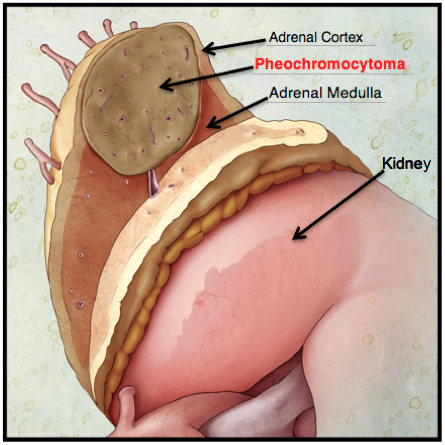 Adrenal Cortex
Pheochromocytoma
Adrenal Medulla
Kidney